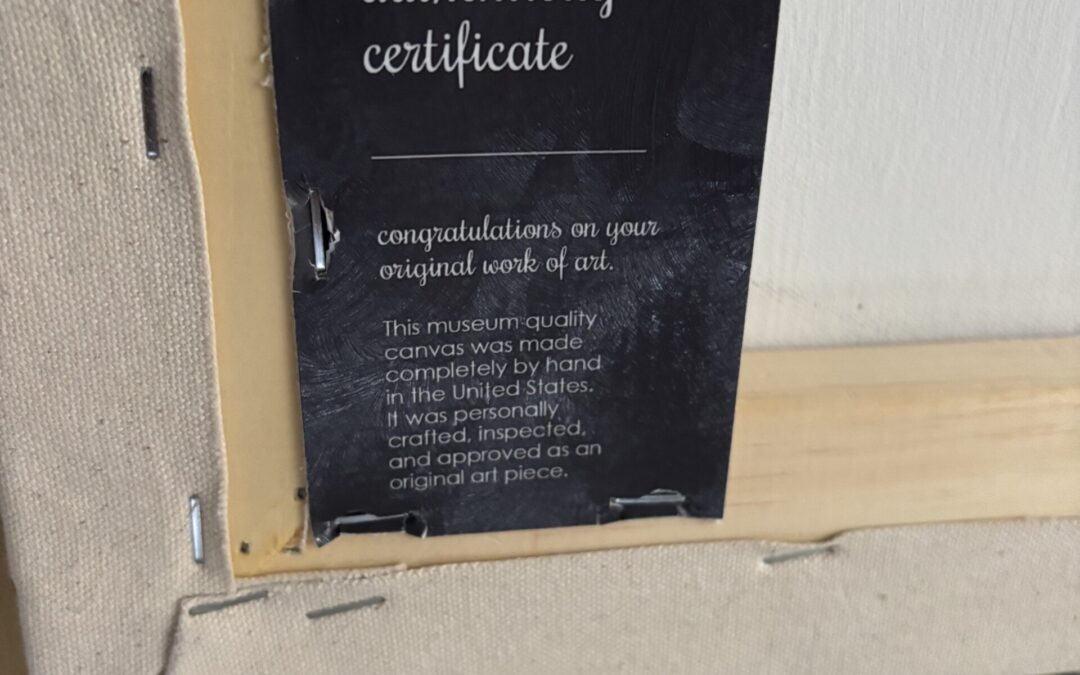 certificate
congratulations on your
original work of art.
This museum quality
canvas was made
completely by hand
in the United States.
It was personally
crafted, inspected,
and approved as an
original art piece.